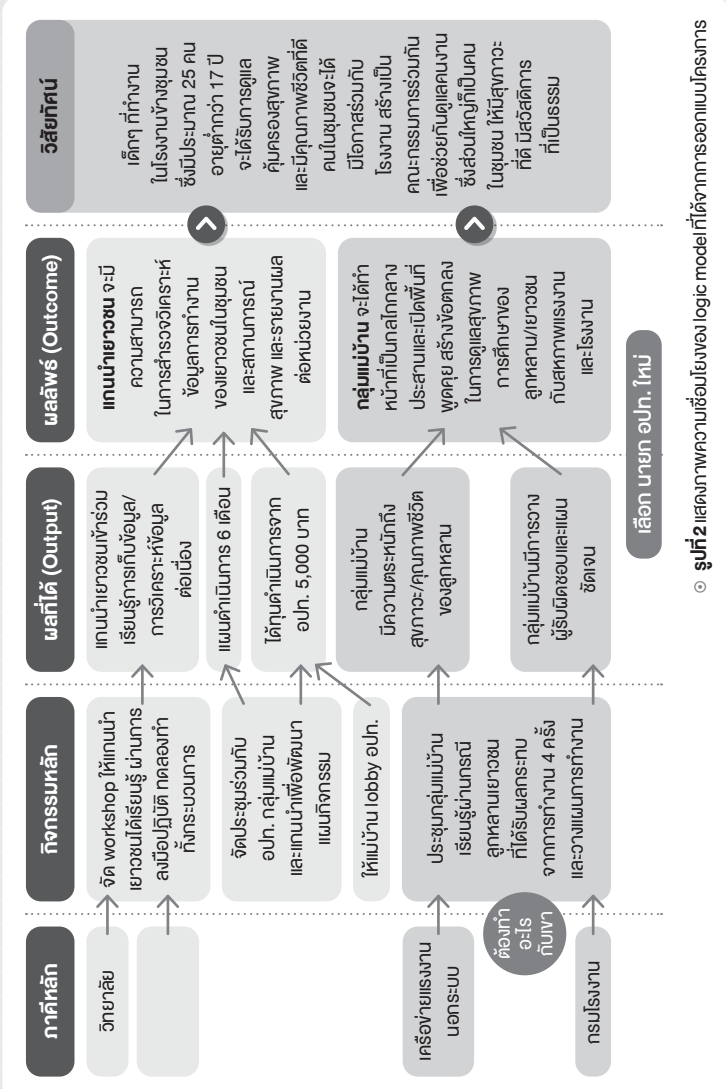 ภาคีหลัก
วิทยาลัย
เครือข่ายแรงงาน
นอกระบบ
กรมโรงงาน
ต้องทำ
อะไร
กับเขา
กิจกรรมหลัก
จัด workshop ให้แกนนำ
เยาวชนได้เรียนรู้ ผ่านการ
ลงมือปฏิบัติ ทดลองทำ
ทั้งกระบวนการ
จัดประชุมร่วมกับ
อปท. กลุ่มแม่บ้าน
และแกนนำเพื่อพัฒนา
แผนกิจกรรม
ให้แม่บ้าน lobby อปท.
ประชุมกลุ่มแม่บ้าน
เรียนรู้ผ่านกรณี
ลูกหลานเยาวชน
ที่ได้รับผลกระทบ
จากการทำงาน 4 ครั้ง
และวางแผนการทำงาน
ผลที่ได้ (Output)
แกนนำเยาวชนเข้าร่วม
เรียนรู้การเก็บข้อมูล/
การวิเคราะห์ข้อมูล
ต่อเนื่อง
แผนดำเนินการ 6 เดือน
ได้ทุนดำเนินการจาก
อปท. 5,000 บาท
กลุ่มแม่บ้าน
มีความตระหนักถึง
สุขภาวะ/คุณภาพชีวิต
ของลูกหลาน
กลุ่มแม่บ้านมีการวาง
ผู้รับผิดชอบและแผน
ชัดเจน
ผลลัพธ์ (Outcome)
แกนนำเยาวชน จะมี
ความสามารถ
ในการสำรวจวิเคราะห์
ข้อมูลการทำงาน
ของเยาวชนในชุมชน
และสถานการณ์
สุขภาพ และรายงานผล
ต่อหน่วยงาน
กลุ่มแม่บ้าน จะได้ทำ
หน้าที่เป็นกลไกกลาง
ประสานและเปิดพื้นที่
พูดคุย สร้างข้อตกลง
ในการดูแลสุขภาพ
การศึกษาของ
ลูกหลาน/เยาวชน
กับสหภาพแรงงาน
และโรงงาน
เลือก นายก อปท. ใหม่
วิสัยทัศน์
เด็กๆ ที่ทำงาน
ในโรงงานข้างชุมชน
ซึ่งมีประมาณ 25 คน
อายุต่ำกว่า 17 ปี
จะได้รับการดูแล
คุ้มครองสุขภาพ
และมีคุณภาพชีวิตที่ดี
คนในชุมชนจะได้
มีโอกาสร่วมกับ
โรงงาน สร้างเป็น
คณะกรรมการร่วมกัน
เพื่อช่วยกันดูแลคนงาน
ซึ่งส่วนใหญ่ก็เป็นคน
ในชุมชน ให้มีสุขภาวะ
ที่ดี มีสวัสดิการ
ที่เป็นธรรม
รูปที่ 2 แสดงภาพความเชื่อมโยงของ logic model ที่ได้จากการออกแบบโครงการ